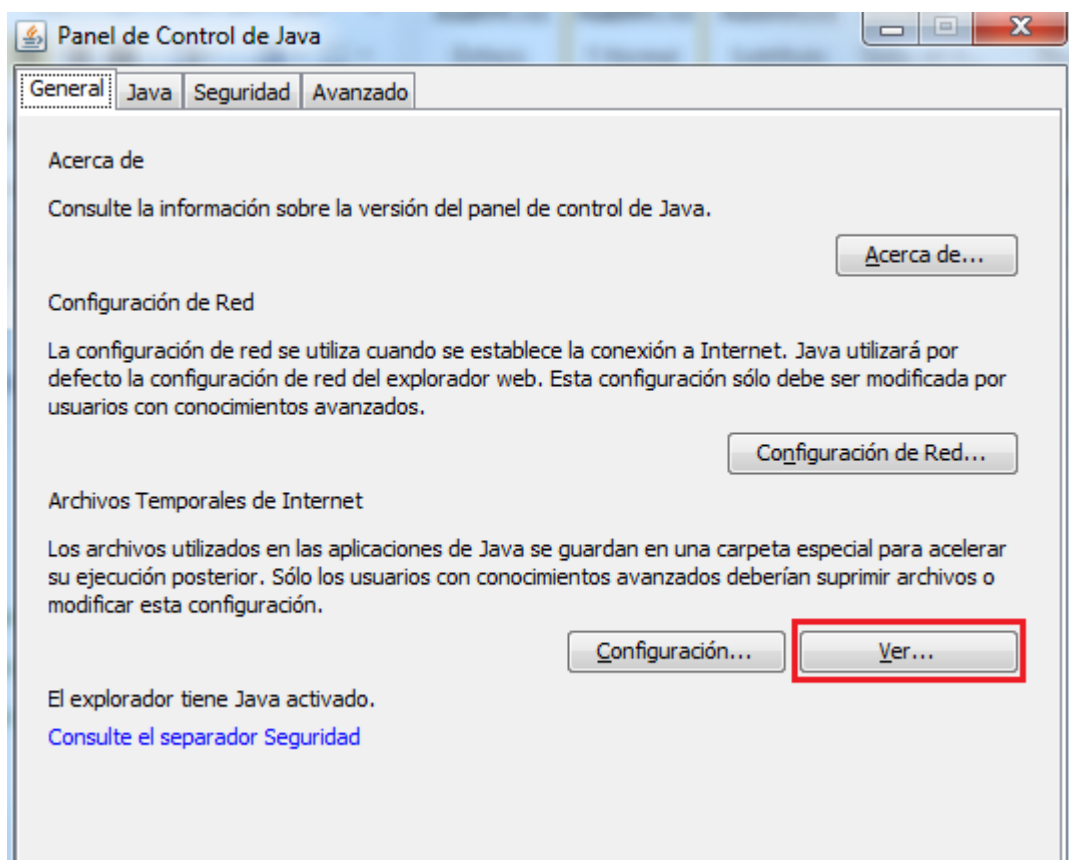 Panel de Control de Java
General
Java
Seguridad
Avanzado
Acerca de
Consulte la información sobre la versión del panel de control de Java.
Acerca de...
Configuración de Red
La configuración de red se utiliza cuando se establece la conexión a Internet. Java utilizará por
defecto la configuración de red del explorador web. Esta configuración sólo debe ser modificada por
usuarios con conocimientos avanzados.
Configuración de Red...
Archivos Temporales de Internet
Los archivos utilizados en las aplicaciones de Java se guardan en una carpeta especial para acelerar
su ejecución posterior. Sólo los usuarios con conocimientos avanzados deberían suprimir archivos o
modificar esta configuración.
Configuración...
Ver...
El explorador tiene Java activado.
Consulte el separador Seguridad